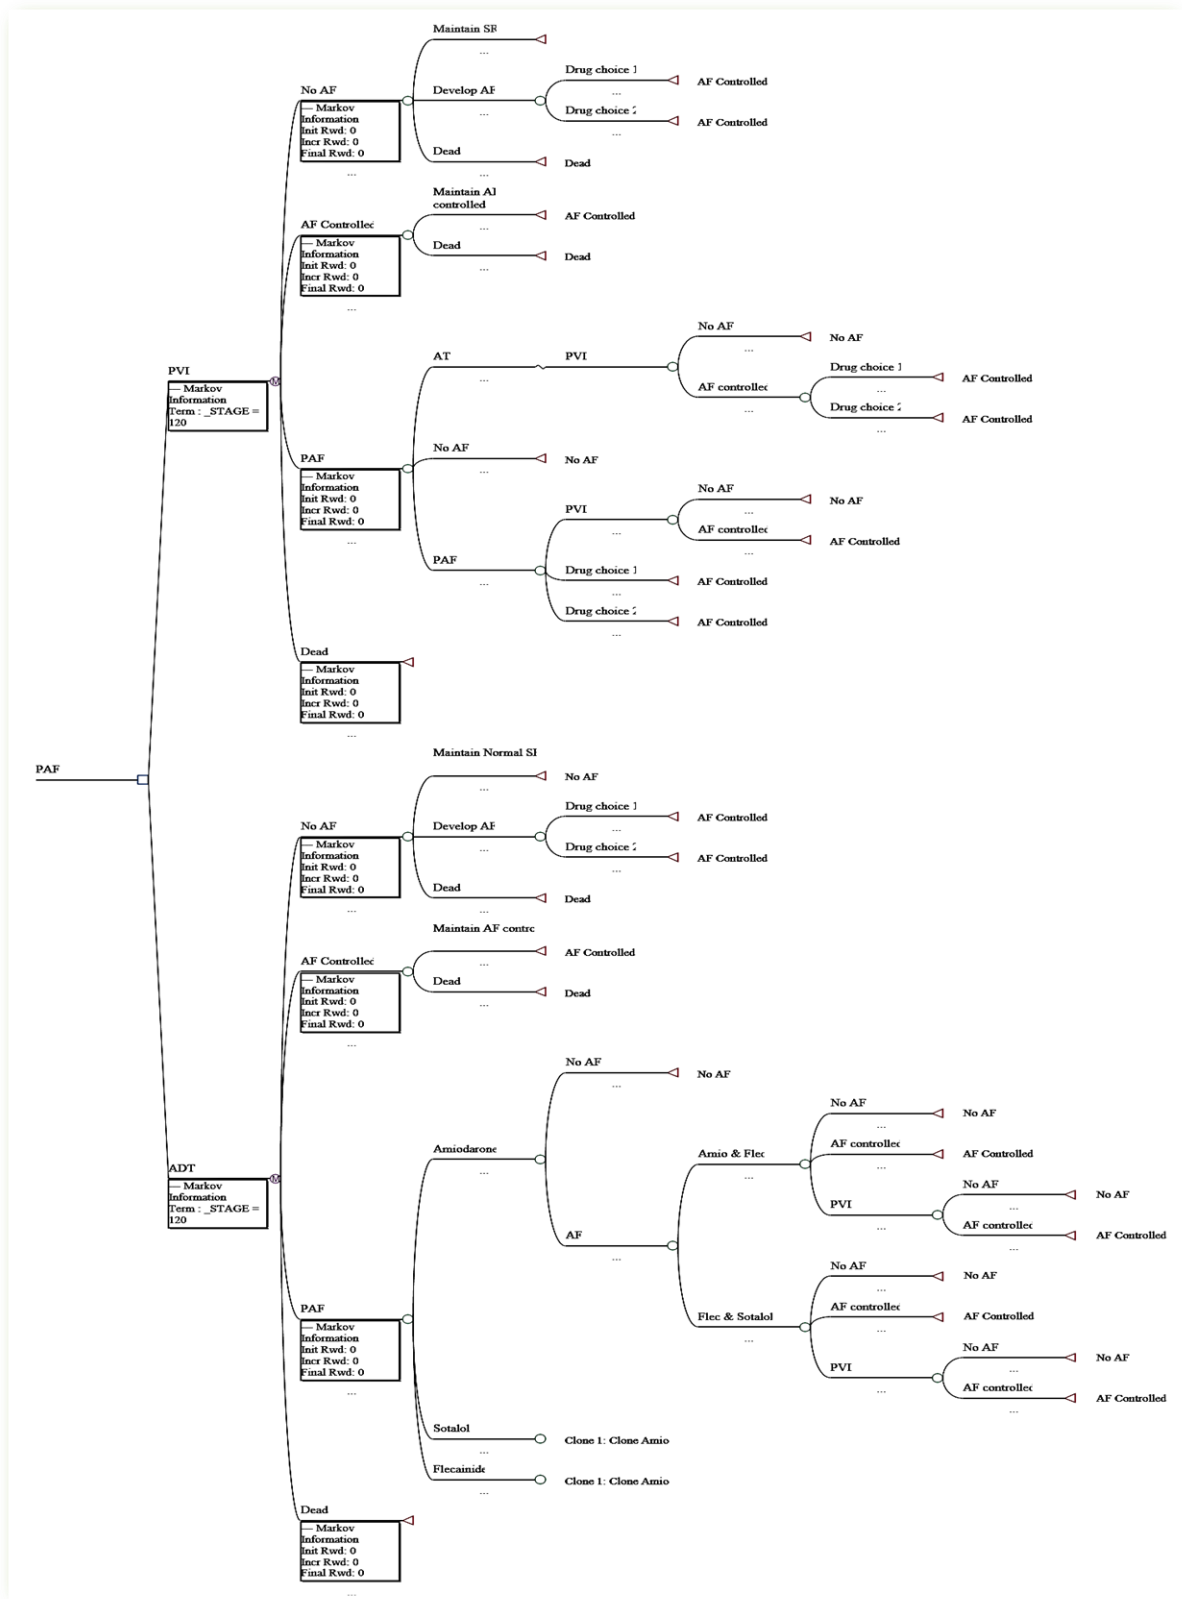 Maintain SR
...
Drug choice 1
AF Controlled
...
No AF
Develop AF
...
Drug choice 2
AF Controlled
...
— Markov
Information
Init Rwd: 0
Incr Rwd: 0
Final Rwd: 0
...
Dead
Dead
...
Maintain AF
controlled
AF Controlled
...
AF Controlled
— Markov
Information
Init Rwd: 0
Incr Rwd: 0
Final Rwd: 0
...
Dead
Dead
...
No AF
No AF
...
AT
...
PVI
Drug choice 1
AF Controlled
...
AF controlled
...
Drug choice 2
AF Controlled
...
PVI
— Markov
Information
Term : _STAGE =
120
No AF
No AF
...
PAF
— Markov
Information
Init Rwd: 0
Incr Rwd: 0
Final Rwd: 0
...
No AF
No AF
...
PVI
...
AF controlled
AF Controlled
...
PAF
...
Drug choice 1
AF Controlled
...
Drug choice 2
AF Controlled
...
Dead
— Markov
Information
Init Rwd: 0
Incr Rwd: 0
Final Rwd: 0
...
PAF
Maintain Normal SI
No AF
...
Drug choice 1
AF Controlled
...
No AF
Develop AF
...
Drug choice 2
AF Controlled
...
— Markov
Information
Init Rwd: 0
Incr Rwd: 0
Final Rwd: 0
...
Dead
Dead
...
Maintain AF contrc
AF Controlled
...
AF Controlled
— Markov
Information
Init Rwd: 0
Incr Rwd: 0
Final Rwd: 0
...
Dead
Dead
...
No AF
No AF
...
No AF
No AF
...
Amiodarone
...
Amio & Flec
...
AF controlled
AF Controlled
...
ADT
— Markov
Information
Term : _STAGE =
120
PVI
...
No AF
No AF
...
AF controlled
AF Controlled
...
AF
...
No AF
No AF
...
PAF
— Markov
Information
Init Rwd: 0
Incr Rwd: 0
Final Rwd: 0
...
Flec & Sotalol
...
AF controlled
AF Controlled
...
PVI
...
No AF
No AF
...
AF controlled
AF Controlled
...
Sotalol
...
Clone 1: Clone Amio
Flecainide
...
Clone 1: Clone Amio
Dead
— Markov
Information
Init Rwd: 0
Incr Rwd: 0
Final Rwd: 0
...